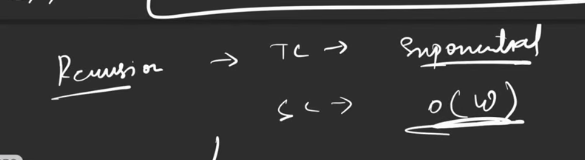 Recursion → TC → Exponential
SC → O(W)